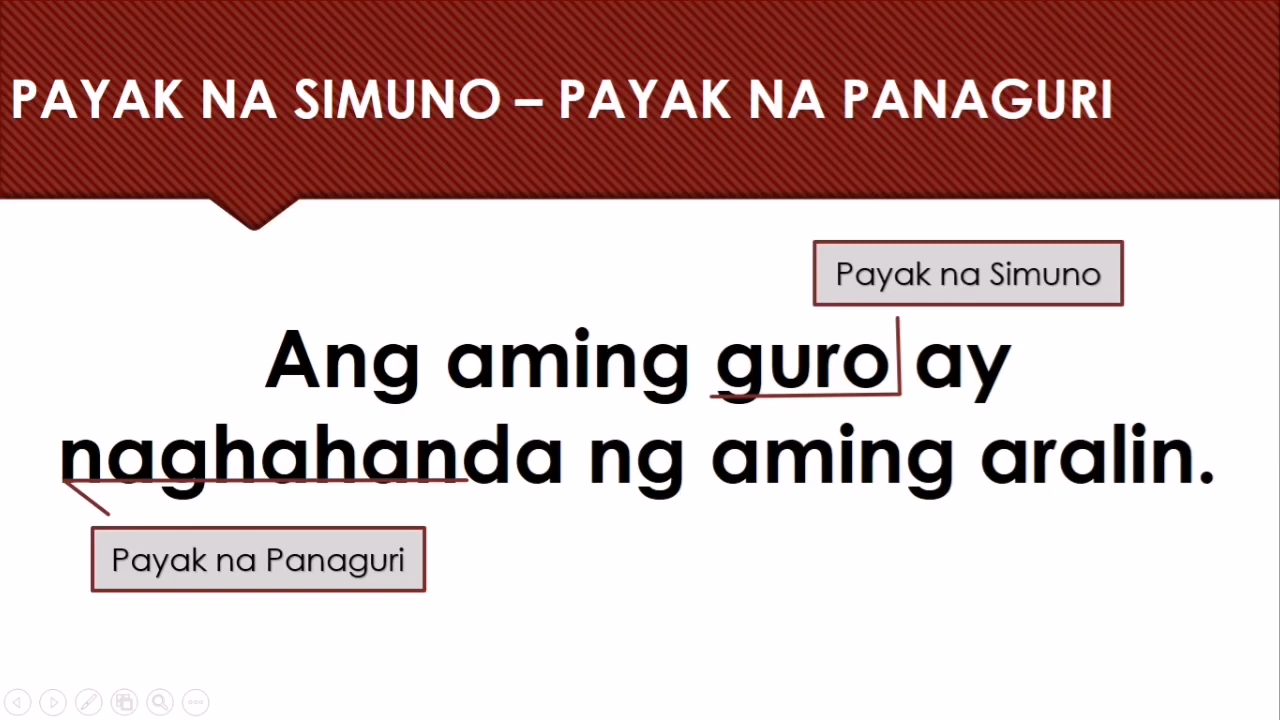 PAYAK NA SIMUNO – PAYAK NA PANAGURI
Payak na Simuno
Ang aming guro ay
naghahanda ng aming aralin.
Payak na Panaguri